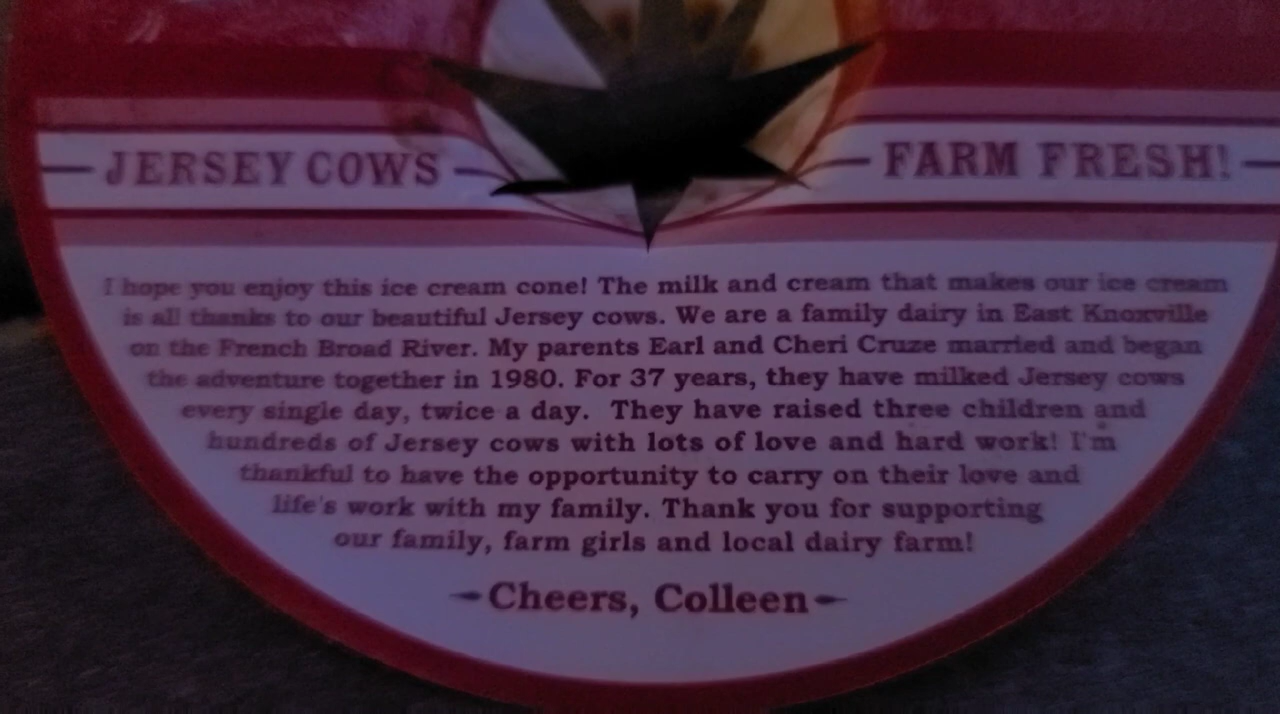 JERSEY COWS
FARM FRESH!
I hope you enjoy this ice cream cone! The milk and cream that makes our ice cream
is all thanks to our beautiful Jersey cows. We are a family dairy in East Knoxville
on the French Broad River. My parents Earl and Cheri Cruze married and began
the adventure together in 1980. For 37 years, they have milked Jersey cows
every single day, twice a day. They have raised three children and
hundreds of Jersey cows with lots of love and hard work! I'm
thankful to have the opportunity to carry on their love and
life's work with my family. Thank you for supporting
our family, farm girls and local dairy farm!
Cheers, Colleen